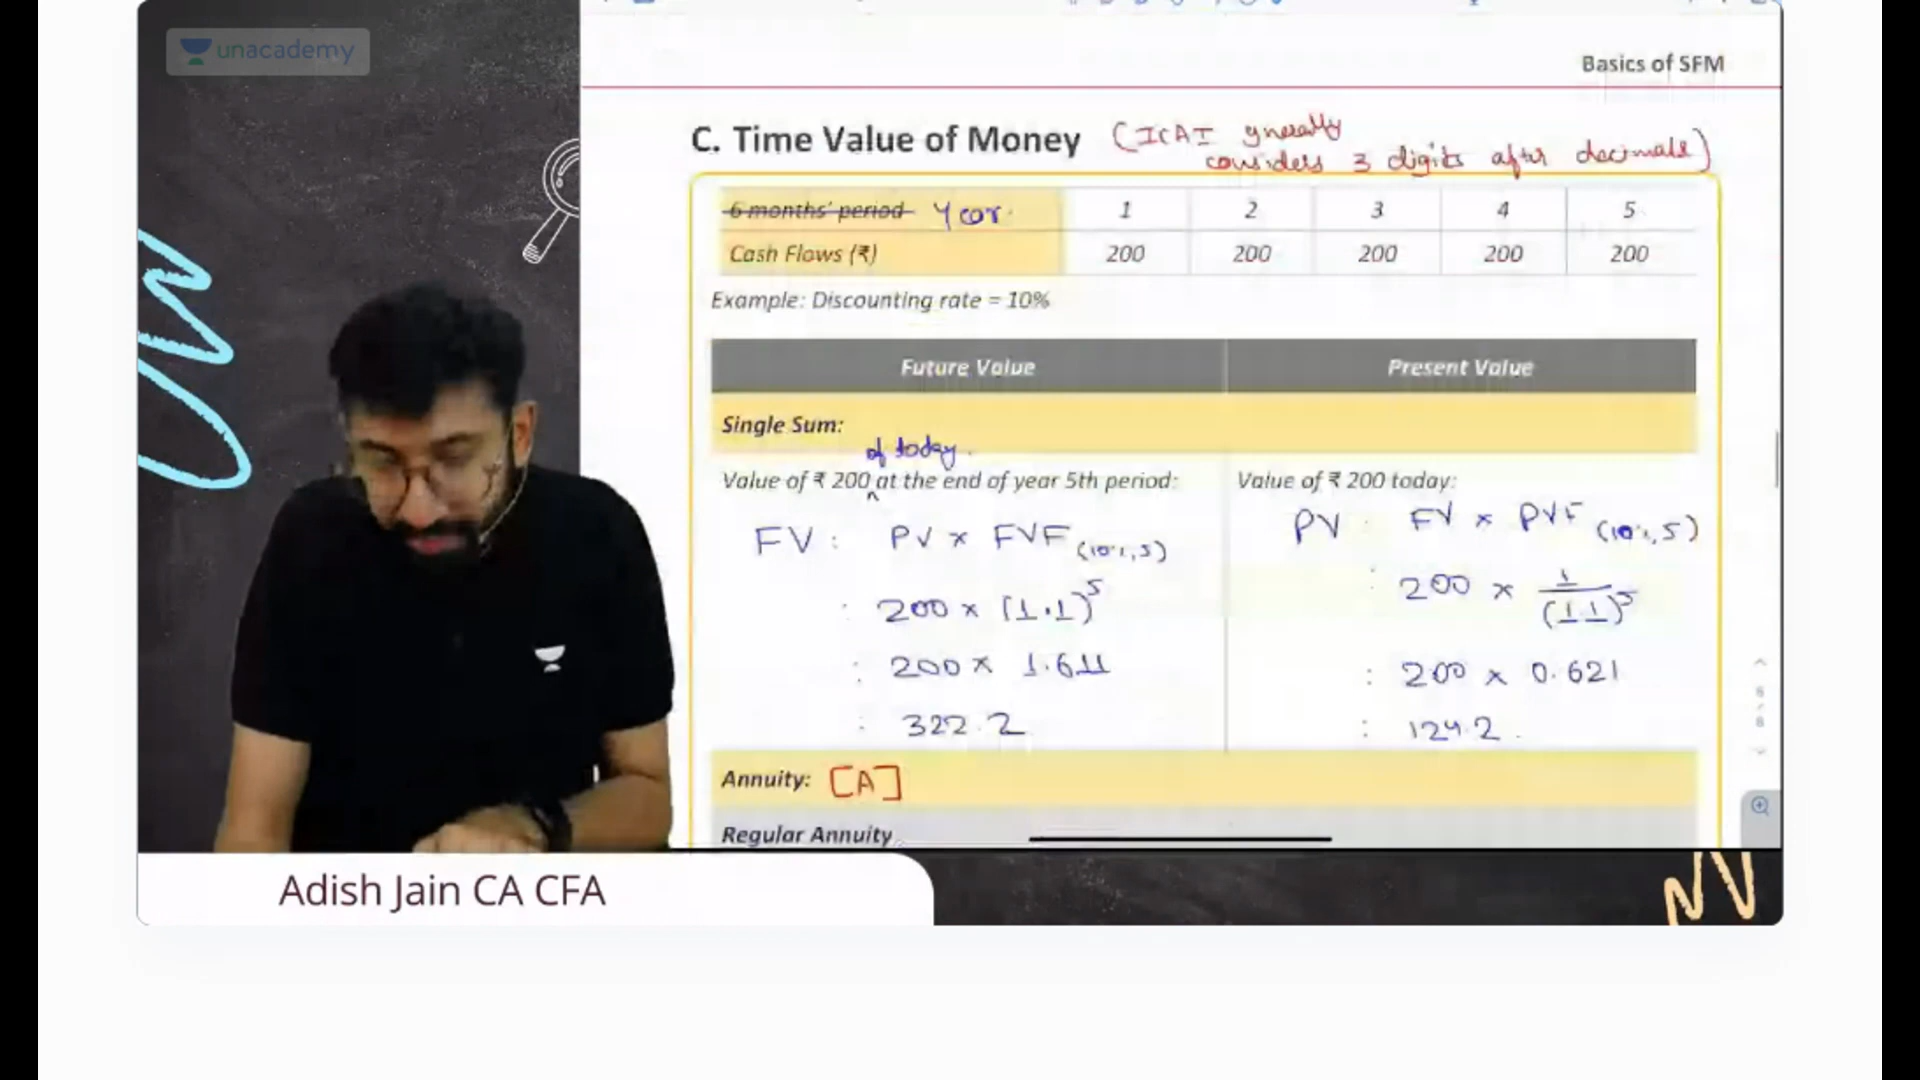 unacademy
Basics of SFM
C. Time Value of Money (ICAI generally
considers 3 digits after decimals)
6 months' period Year 1 2 3 4 5
Cash Flows (₹) 200 200 200 200 200
Example: Discounting rate = 10%
Future Value Present Value
Single Sum:
of today.
Value of ₹ 200 ^ at the end of year 5th period: Value of ₹ 200 today:
FV : PV × FVF (10%, 5) PV : FV × PVF (10%, 5)
: 200 × (1.1)^5 : 200 × 1/(1.1)^5
: 200 × 1.611 : 200 × 0.621
: 322.2 : 124.2
Annuity: [A]
Regular Annuity
Adish Jain CA CFA